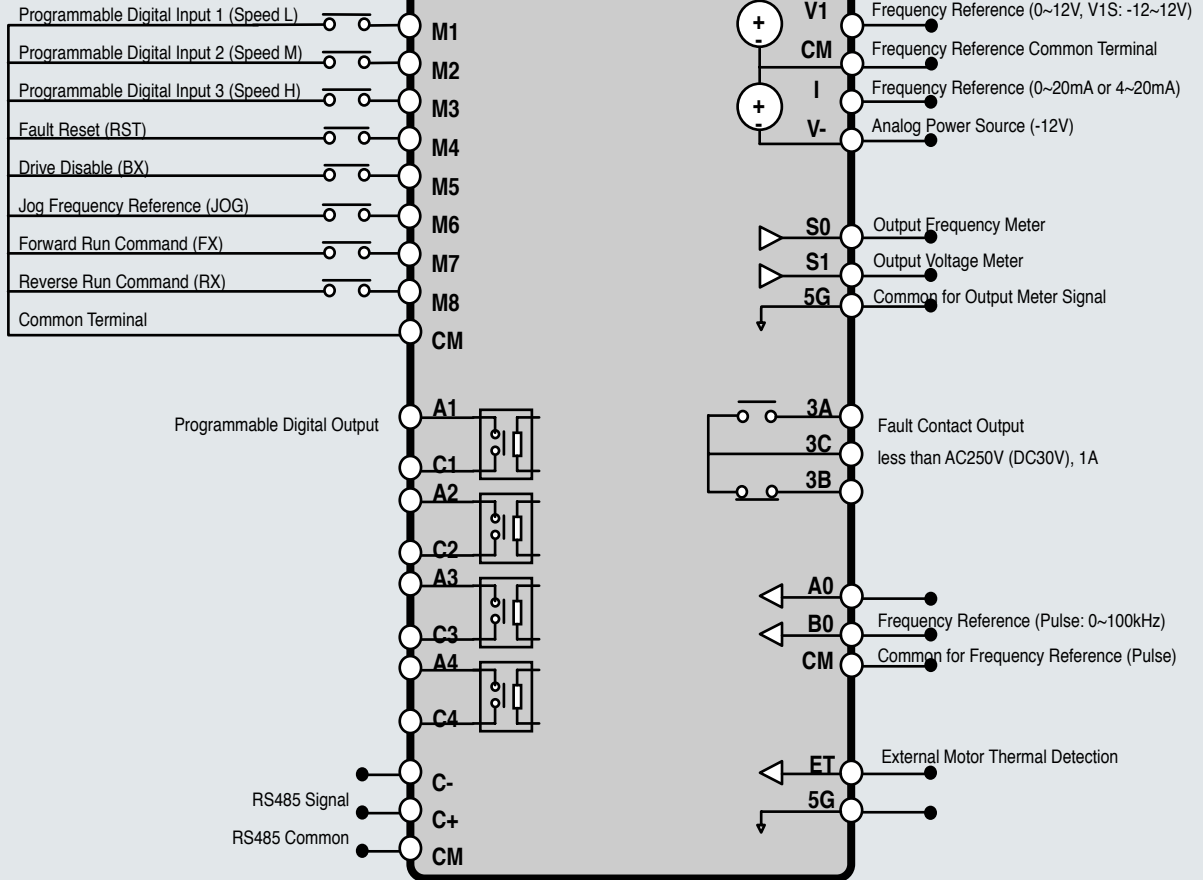 Programmable Digital Input 1 (Speed L)
M1
Programmable Digital Input 2 (Speed M)
M2
Programmable Digital Input 3 (Speed H)
M3
Fault Reset (RST)
M4
Drive Disable (BX)
M5
Jog Frequency Reference (JOG)
M6
Forward Run Command (FX)
M7
Reverse Run Command (RX)
M8
Common Terminal
CM
Programmable Digital Output
A1
C1
A2
C2
A3
C3
A4
C4
C-
RS485 Signal
C+
RS485 Common
CM
+
-
V1
Frequency Reference (0~12V, V1S: -12~12V)
CM
Frequency Reference Common Terminal
+
-
I
Frequency Reference (0~20mA or 4~20mA)
V-
Analog Power Source (-12V)
S0
Output Frequency Meter
S1
Output Voltage Meter
5G
Common for Output Meter Signal
3A
Fault Contact Output
3C
less than AC250V (DC30V), 1A
3B
A0
B0
Frequency Reference (Pulse: 0~100kHz)
CM
Common for Frequency Reference (Pulse)
ET
External Motor Thermal Detection
5G